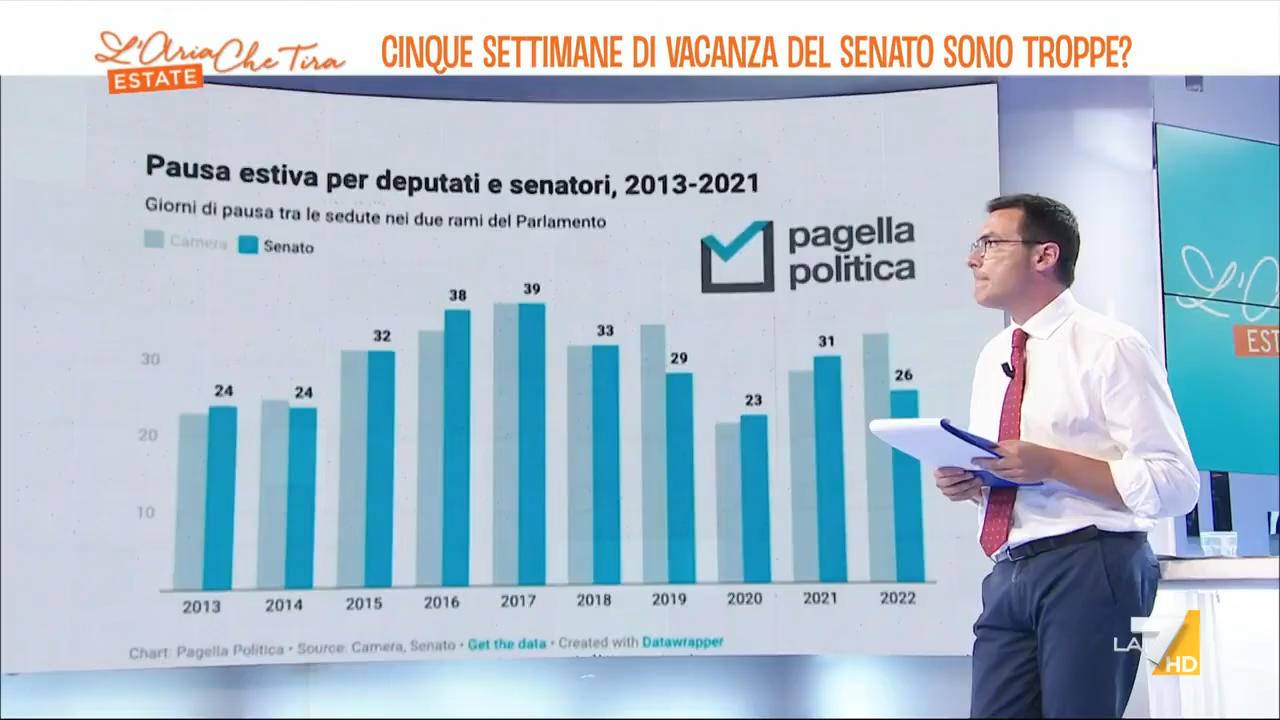 L'Aria Che Tira
ESTATE
CINQUE SETTIMANE DI VACANZA DEL SENATO SONO TROPPE?
Pausa estiva per deputati e senatori, 2013-2021
Giorni di pausa tra le sedute nei due rami del Parlamento
Camera Senato
pagella
politica
30
20
10
24
24
32
38
39
33
29
23
31
26
2013 2014 2015 2016 2017 2018 2019 2020 2021 2022
Chart: Pagella Politica • Source: Camera, Senato • Get the data • Created with Datawrapper
L'A
EST
LA 7 HD